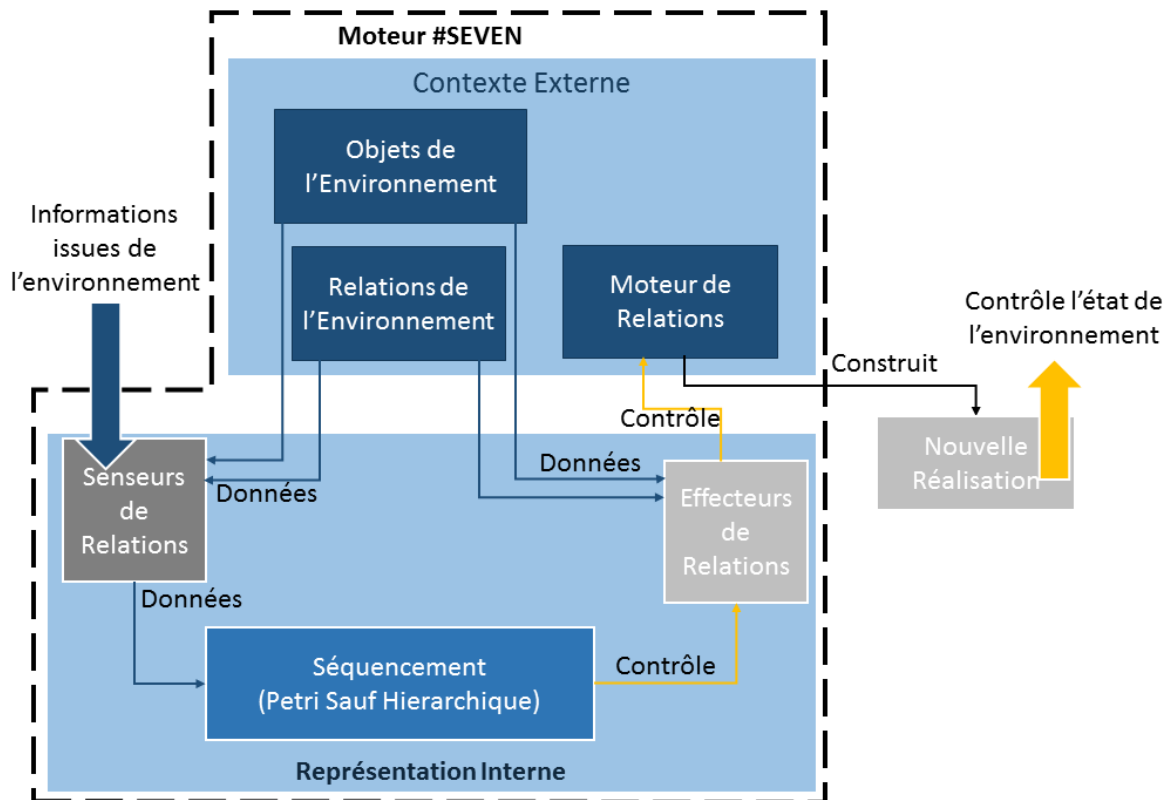 Moteur #SEVEN
Contexte Externe
Objets de
l'Environnement
Informations
issues de
l'environnement
Relations de
l'Environnement
Moteur de
Relations
Contrôle l'état de
l'environnement
Construit
Contrôle
Nouvelle
Réalisation
Senseurs
de
Relations
Données
Données
Effecteurs
de
Relations
Données
Séquencement
(Petri Sauf Hierarchique)
Contrôle
Représentation Interne